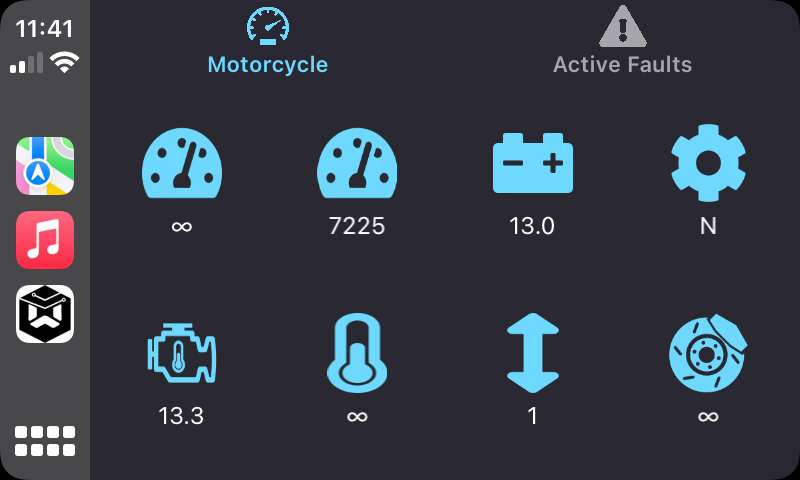 11:41
Motorcycle
Active Faults
∞
7225
13.0
N
13.3
∞
1
∞